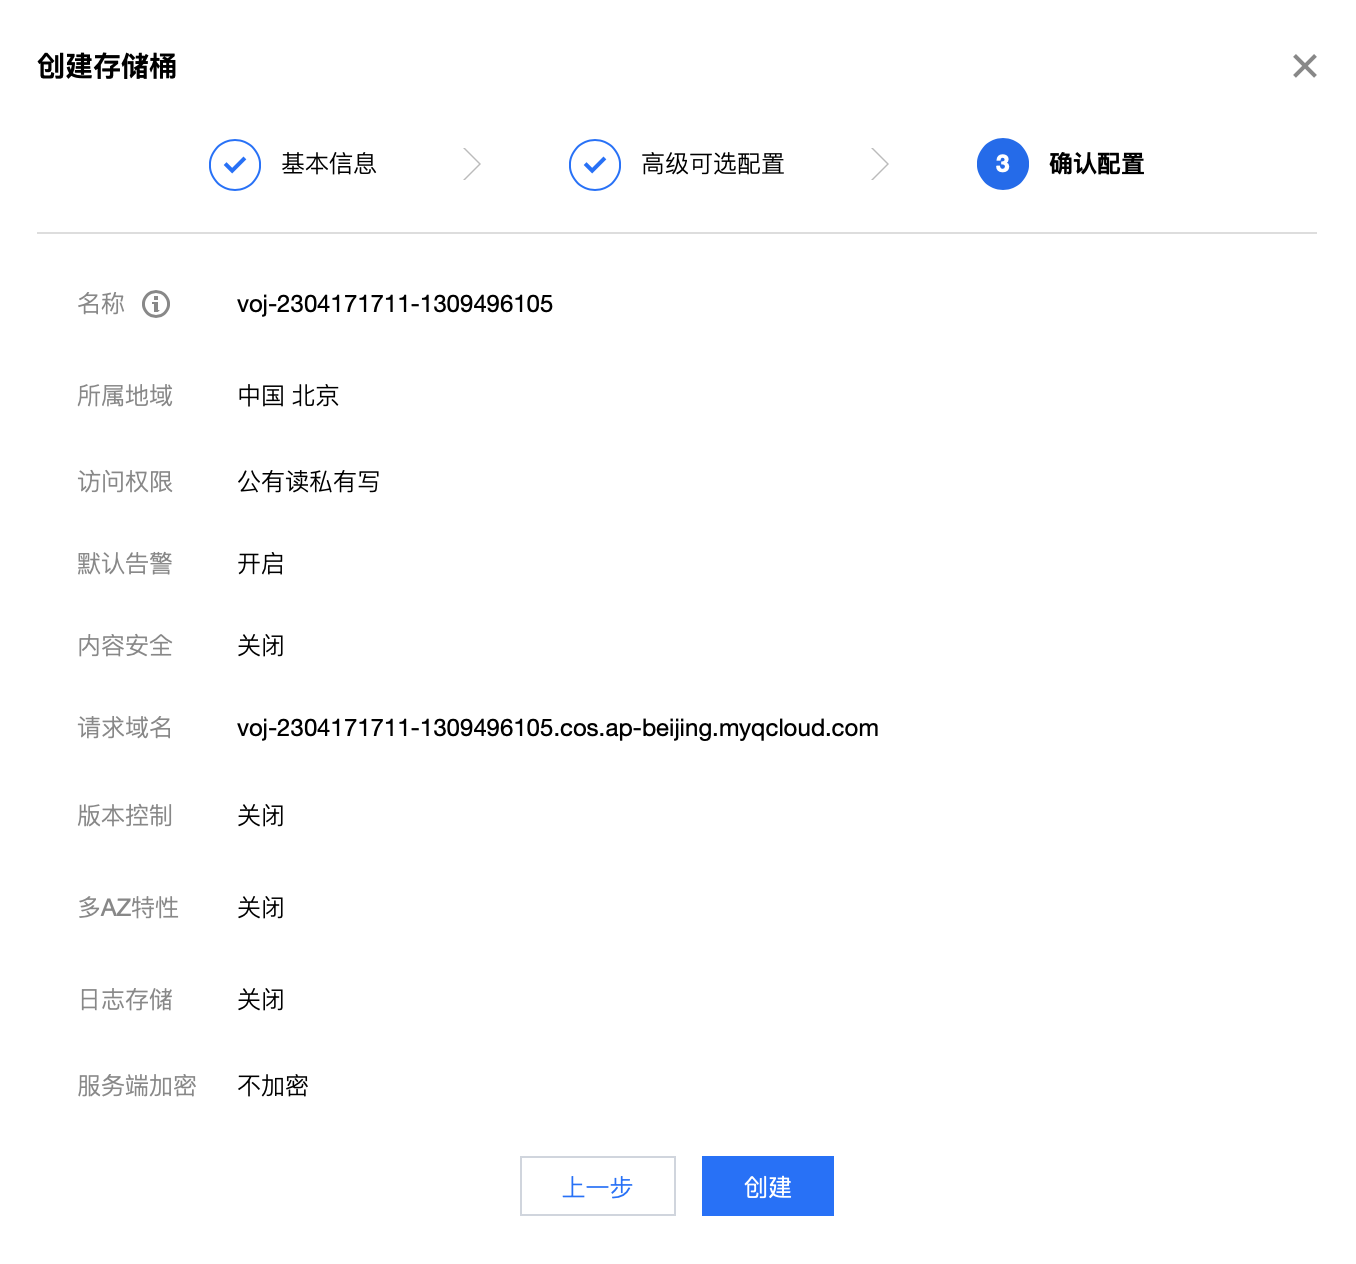 创建存储桶
基本信息
高级可选配置
3 确认配置
名称 voj-2304171711-1309496105
所属地域 中国 北京
访问权限 公有读私有写
默认告警 开启
内容安全 关闭
请求域名 voj-2304171711-1309496105.cos.ap-beijing.myqcloud.com
版本控制 关闭
多AZ特性 关闭
日志存储 关闭
服务端加密 不加密
上一步 创建